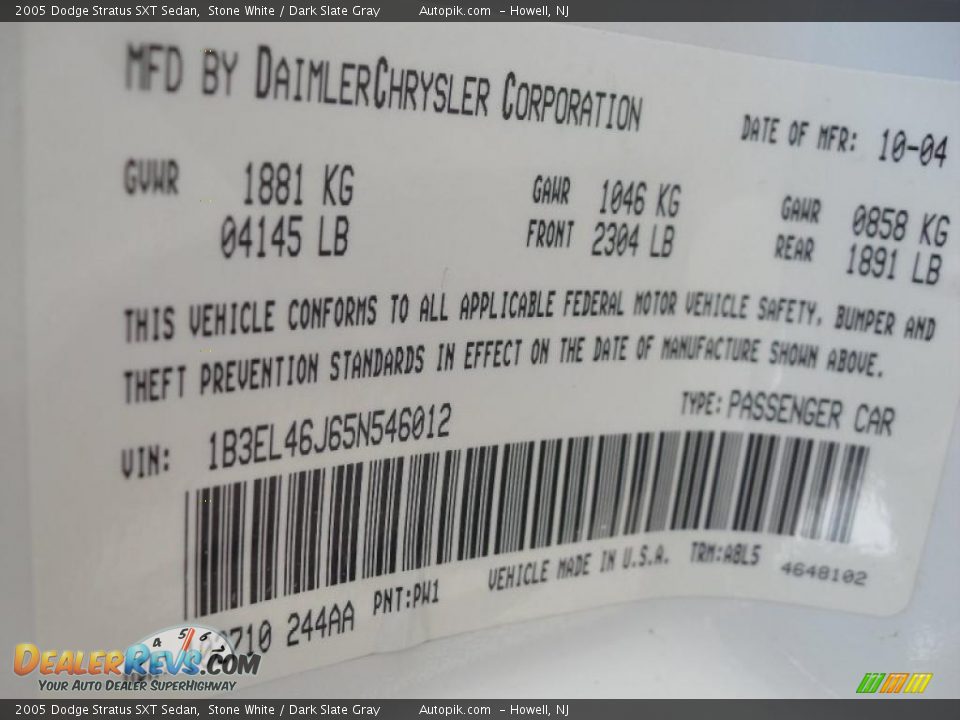 2005 Dodge Stratus SXT Sedan, Stone White / Dark Slate Gray Autopik.com - Howell, NJ
MFD BY DAIMLERCHRYSLER CORPORATION
DATE OF MFR: 10-04
GVWR 1881 KG
04145 LB
GAWR 1046 KG
FRONT 2304 LB
GAWR 0858 KG
REAR 1891 LB
THIS VEHICLE CONFORMS TO ALL APPLICABLE FEDERAL MOTOR VEHICLE SAFETY, BUMPER AND
THEFT PREVENTION STANDARDS IN EFFECT ON THE DATE OF MANUFACTURE SHOWN ABOVE.
VIN: 1B3EL46J65N546012
TYPE: PASSENGER CAR
244AA PNT:PW1
VEHICLE MADE IN U.S.A. TRM:A8L5 4648102
4 5 6
DEALERREVS.COM
YOUR AUTO DEALER SUPERHIGHWAY
2005 Dodge Stratus SXT Sedan, Stone White / Dark Slate Gray Autopik.com - Howell, NJ